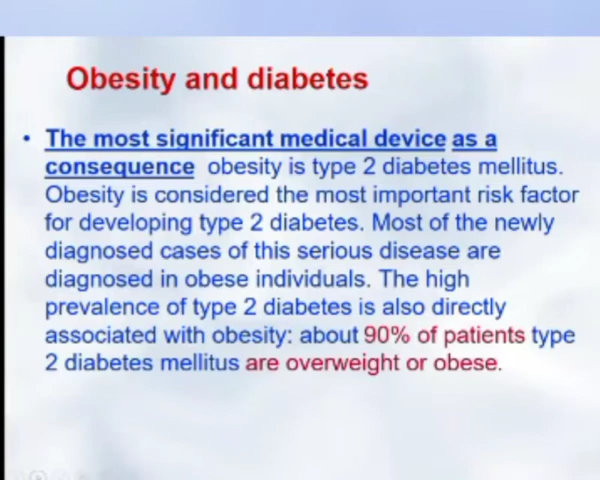 Obesity and diabetes
• The most significant medical device as a
consequence obesity is type 2 diabetes mellitus.
Obesity is considered the most important risk factor
for developing type 2 diabetes. Most of the newly
diagnosed cases of this serious disease are
diagnosed in obese individuals. The high
prevalence of type 2 diabetes is also directly
associated with obesity: about 90% of patients type
2 diabetes mellitus are overweight or obese.